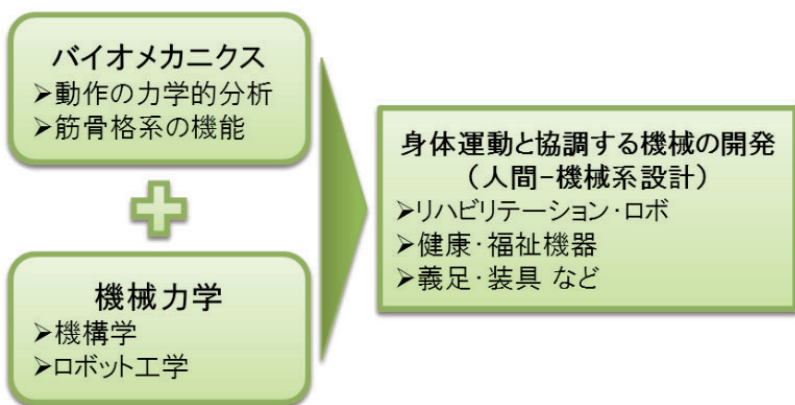 バイオメカニクス
➢動作の力学的分析
➢筋骨格系の機能
機械力学
➢機構学
➢ロボット工学
身体運動と協調する機械の開発
（人間−機械系設計）
➢リハビリテーション・ロボ
➢健康・福祉機器
➢義足・装具 など